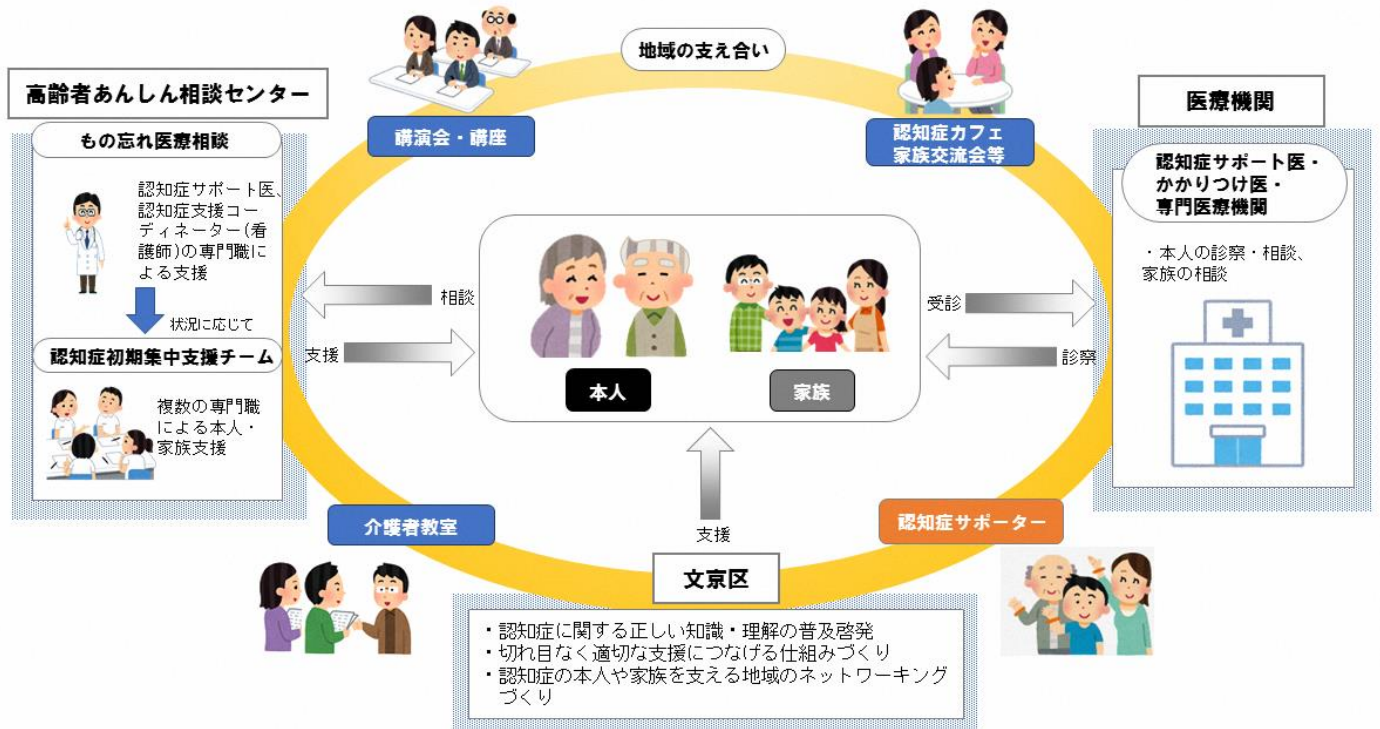 地域の支え合い
高齢者あんしん相談センター
もの忘れ医療相談
認知症サポート医、
認知症支援コー
ディネーター(看
護師)の専門職に
よる支援
状況に応じて
認知症初期集中支援チーム
複数の専門職
による本人・
家族支援
講演会・講座
認知症カフェ
家族交流会等
医療機関
認知症サポート医・
かかりつけ医・
専門医療機関
・本人の診察・相談、
家族の相談
相談
支援
本人
家族
受診
診察
支援
介護者教室
認知症サポーター
文京区
・認知症に関する正しい知識・理解の普及啓発
・切れ目なく適切な支援につなげる仕組みづくり
・認知症の本人や家族を支える地域のネットワーキング
づくり